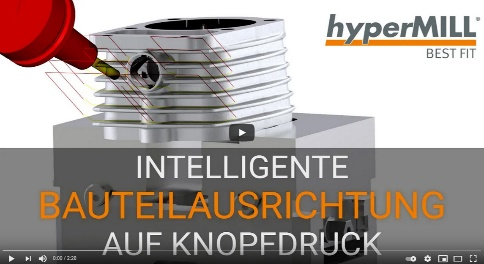 hyperMILL®
BEST FIT
INTELLIGENTE
BAUTEILAUSRICHTUNG
AUF KNOPFDRUCK
0:00 / 2:26